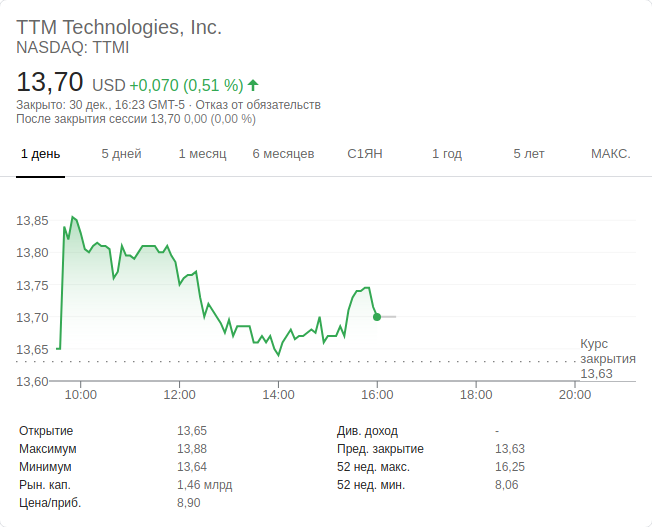 TTM Technologies, Inc.
NASDAQ: TTMI
13,70 USD +0,070 (0,51 %)
Закрыто: 30 дек., 16:23 GMT-5 · Отказ от обязательств
После закрытия сессии 13,70 0,00 (0,00 %)
1 день 5 дней 1 месяц 6 месяцев С1ЯН 1 год 5 лет МАКС.
13,85
13,80
13,75
13,70
13,65
13,60
Курс
закрытия
13,63
10:00 12:00 14:00 16:00 18:00 20:00
Открытие 13,65
Максимум 13,88
Минимум 13,64
Рын. кап. 1,46 млрд
Цена/приб. 8,90
Див. доход -
Пред. закрытие 13,63
52 нед. макс. 16,25
52 нед. мин. 8,06